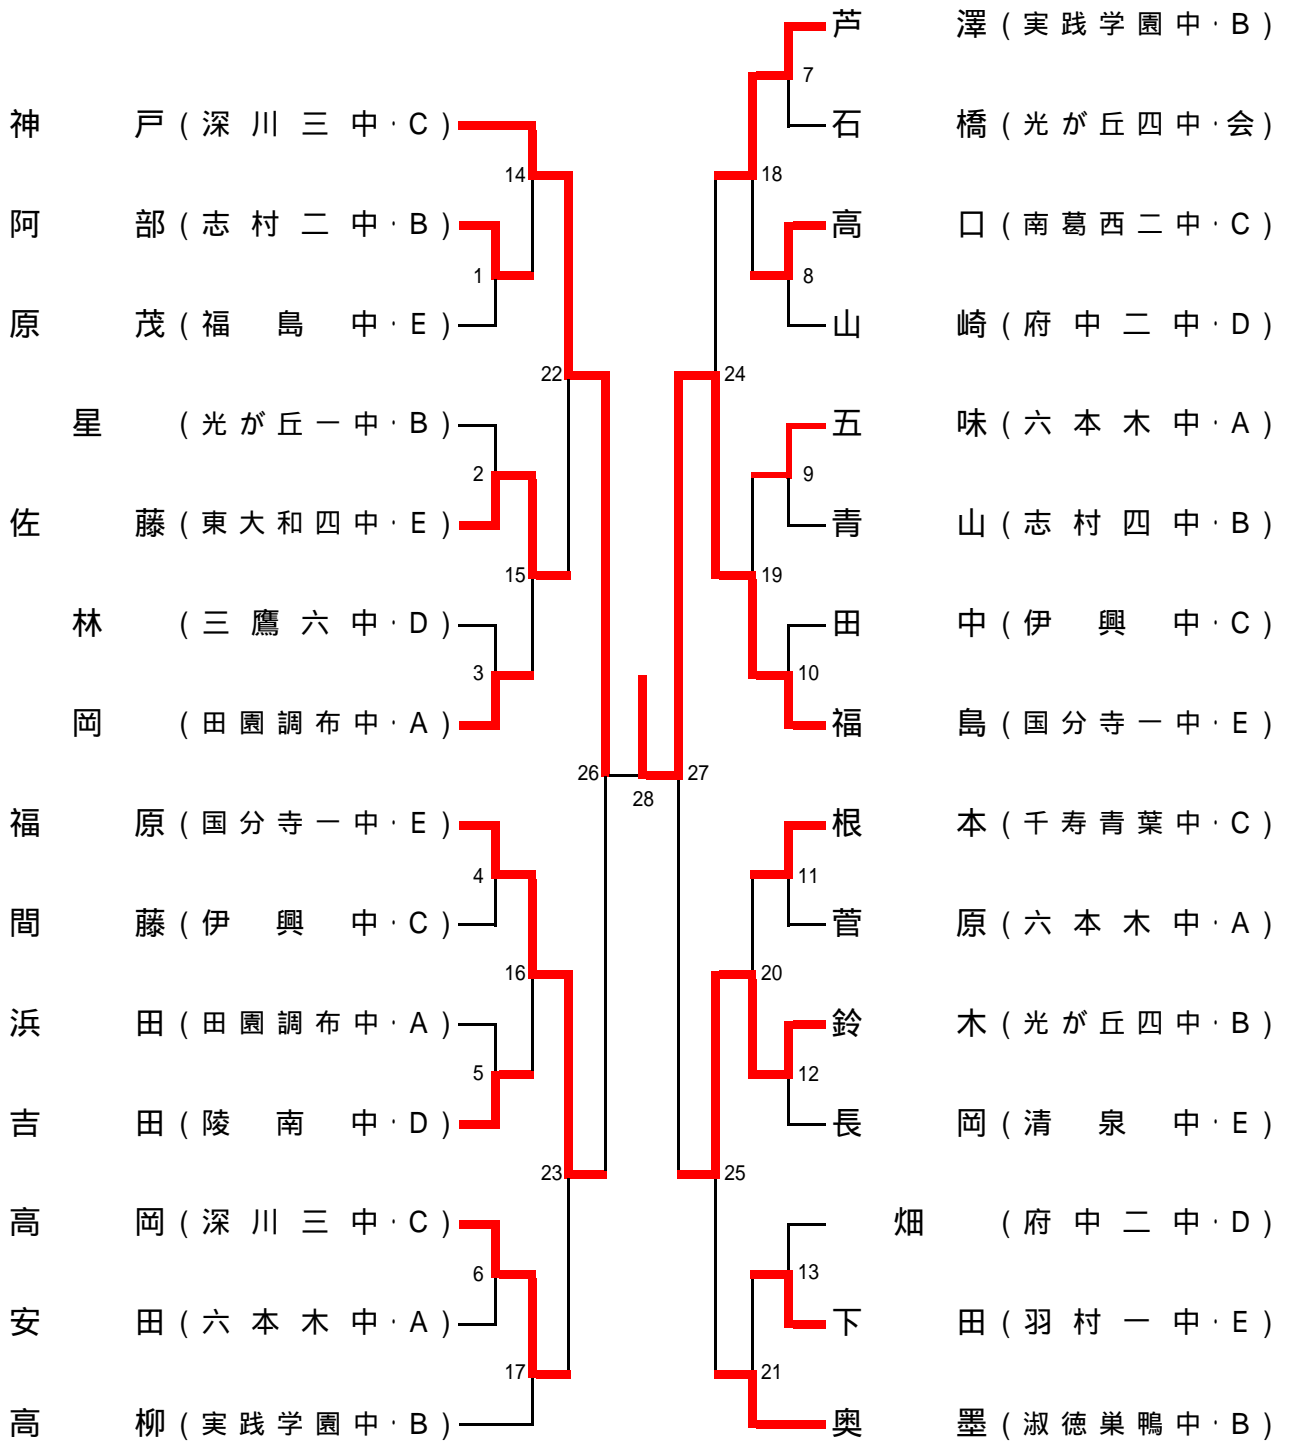 芦澤(実践学園中・B)
7
神戸(深川三中・C)
石橋(光が丘四中・会)
14
18
阿部(志村二中・B)
高口(南葛西二中・C)
1
8
原茂(福島中・E)
山崎(府中二中・D)
22
24
星(光が丘一中・B)
五味(六本木中・A)
2
9
佐藤(東大和四中・E)
青山(志村四中・B)
15
19
林(三鷹六中・D)
田中(伊興中・C)
3
10
岡(田園調布中・A)
福島(国分寺一中・E)
26
27
28
福原(国分寺一中・E)
根本(千寿青葉中・C)
4
11
間藤(伊興中・C)
菅原(六本木中・A)
16
20
浜田(田園調布中・A)
鈴木(光が丘四中・B)
5
12
吉田(陵南中・D)
長岡(清泉中・E)
23
25
高岡(深川三中・C)
畑(府中二中・D)
6
13
安田(六本木中・A)
下田(羽村一中・E)
17
21
高柳(実践学園中・B)
奥墨(淑徳巣鴨中・B)